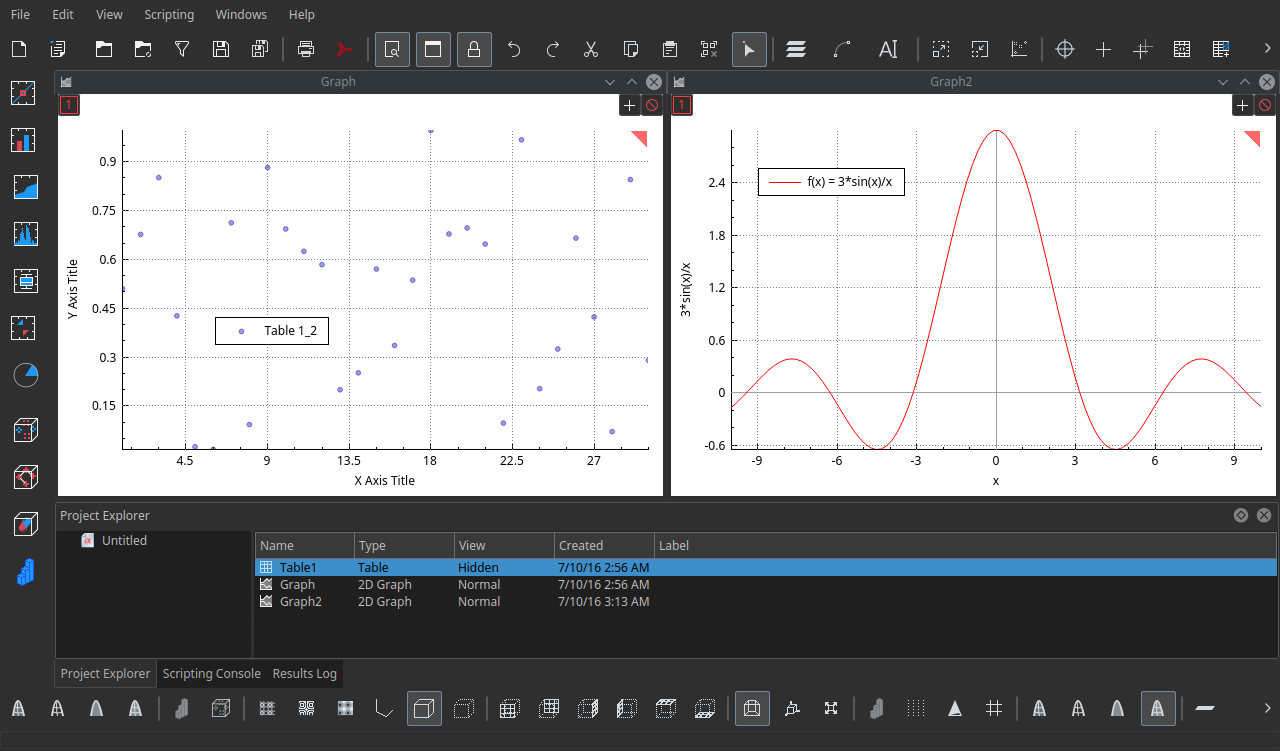 File Edit View Scripting Windows Help
Graph
Graph2
1
1
0.9
0.75
0.6
0.45
0.3
0.15
Y Axis Title
Table 1_2
4.5 9 13.5 18 22.5 27
X Axis Title
f(x) = 3*sin(x)/x
2.4
1.8
1.2
0.6
0
-0.6
3*sin(x)/x
-9 -6 -3 0 3 6 9
x
Project Explorer
Untitled
Name Type View Created Label
Table1 Table Hidden 7/10/16 2:56 AM
Graph 2D Graph Normal 7/10/16 2:56 AM
Graph2 2D Graph Normal 7/10/16 3:13 AM
Project Explorer Scripting Console Results Log